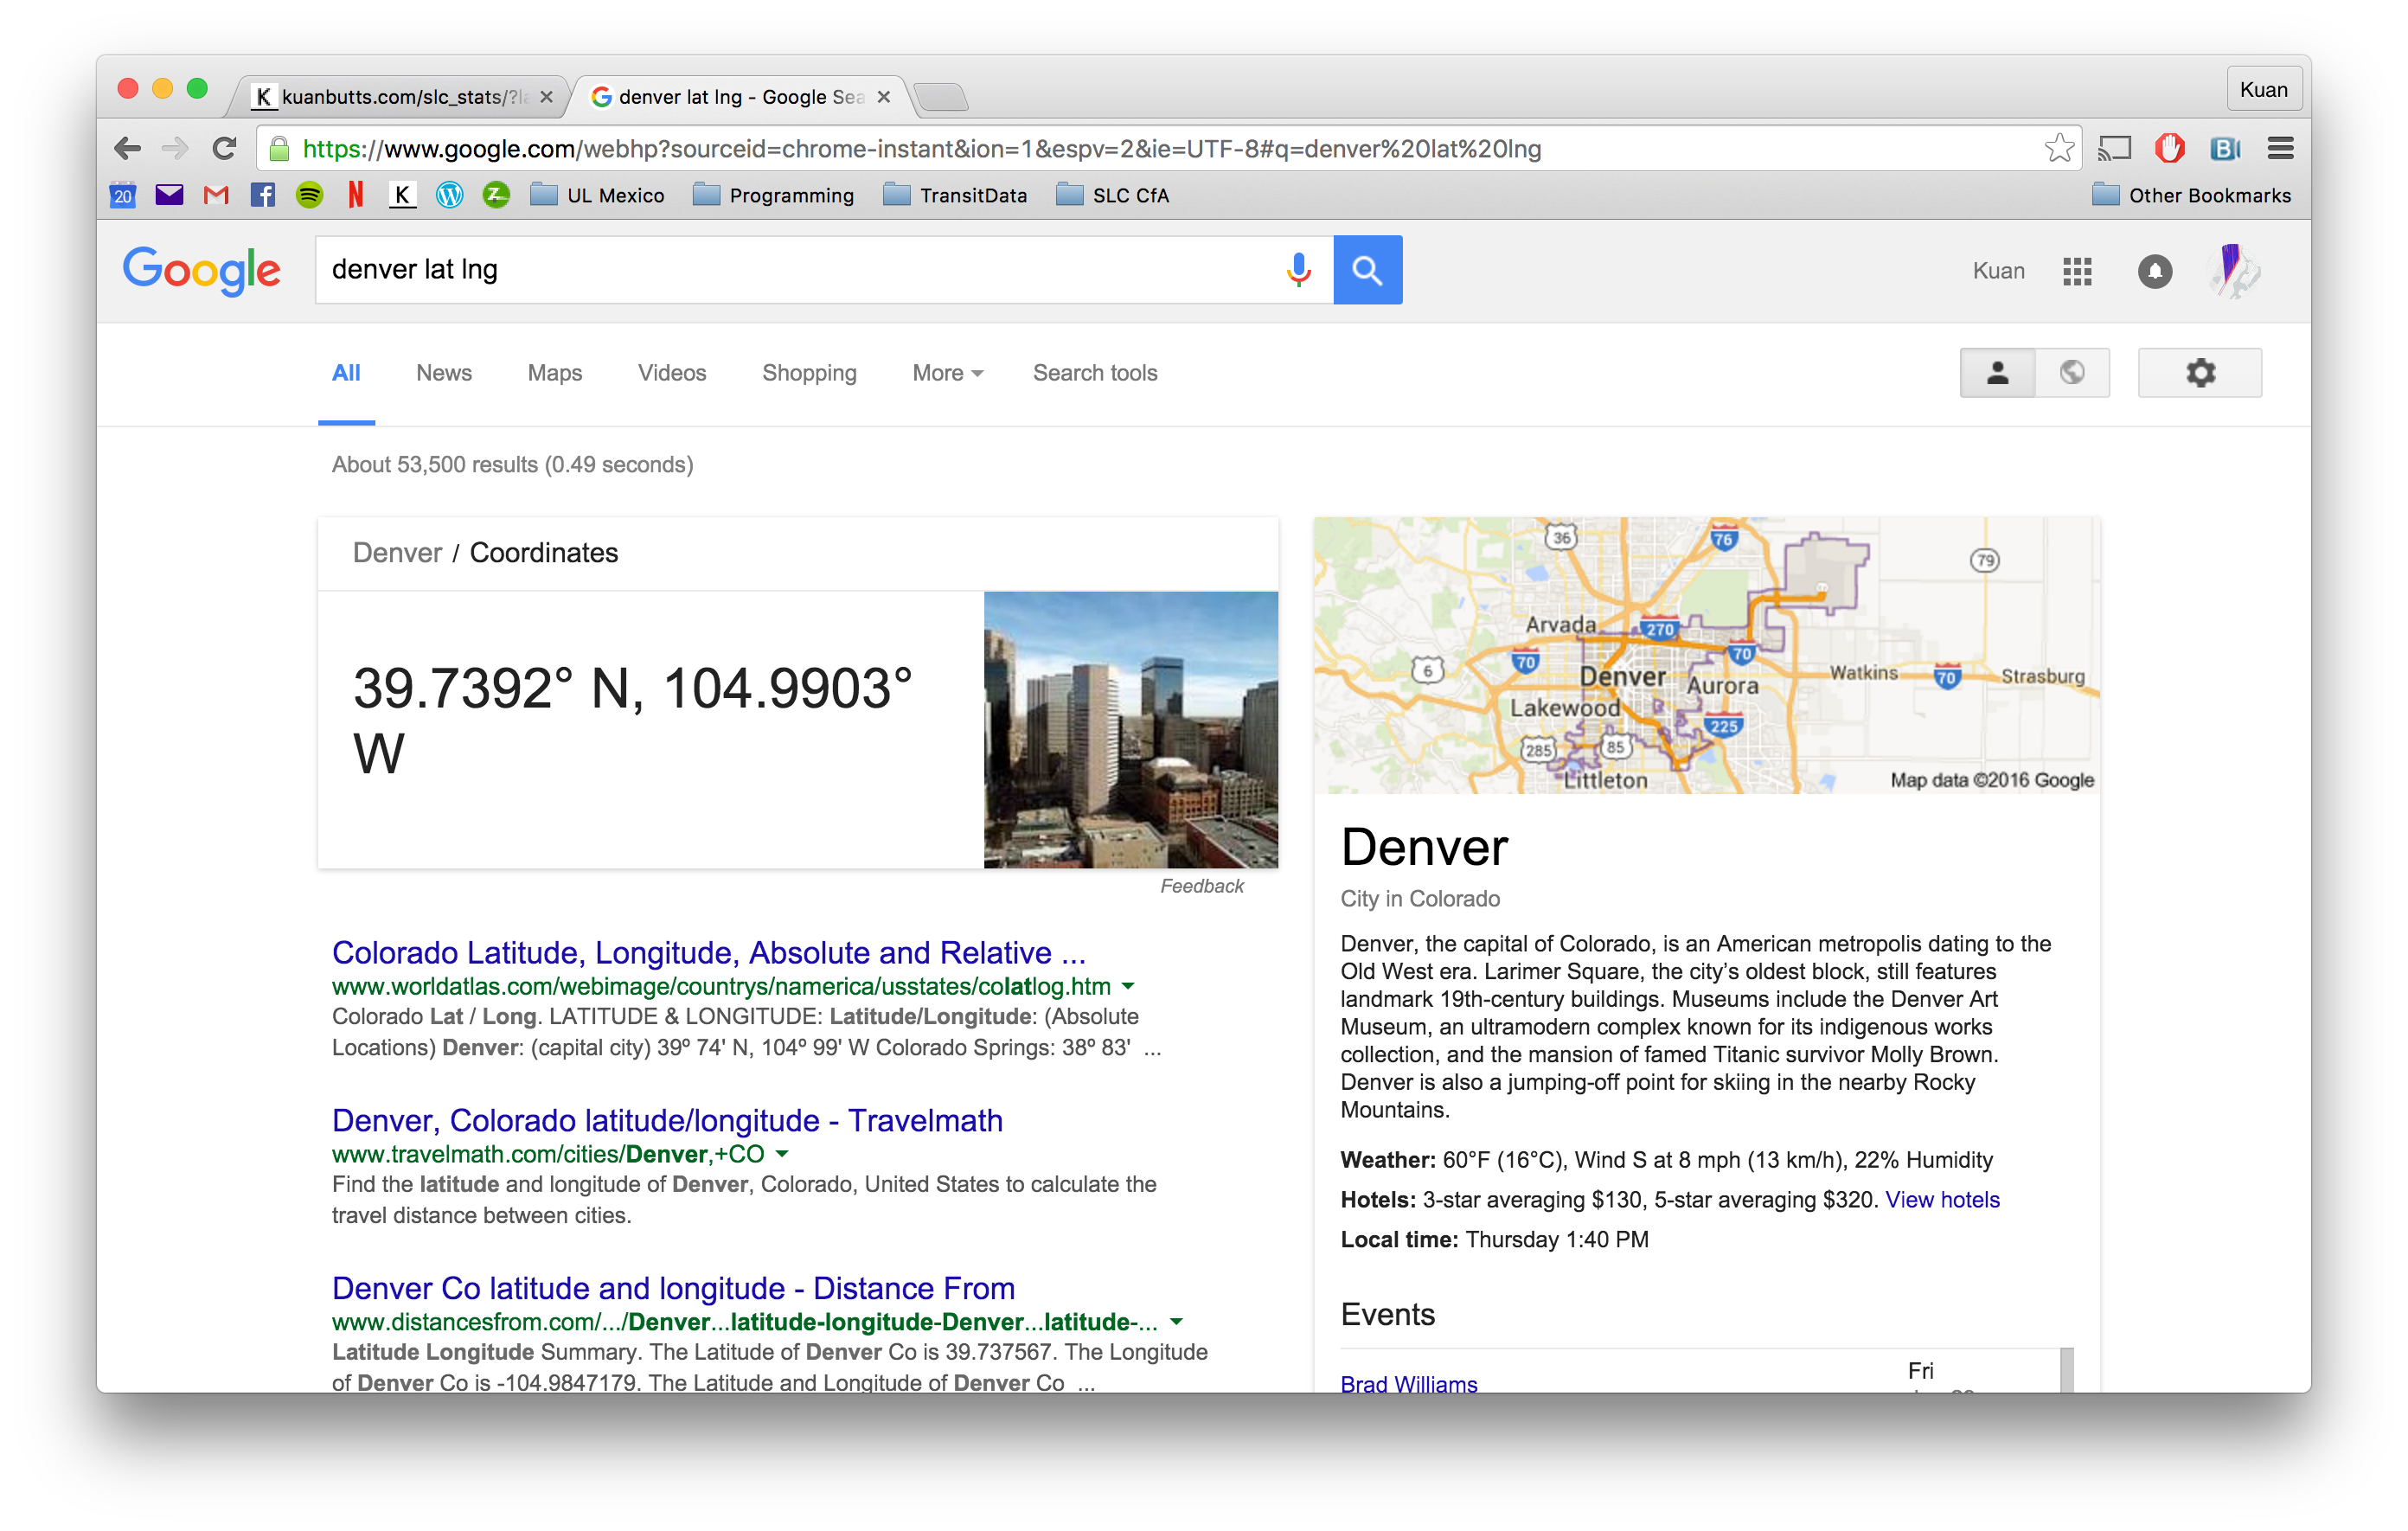 kuanbutts.com/slc_stats/?l
denver lat lng - Google Sea
Kuan
https://www.google.com/webhp?sourceid=chrome-instant&ion=1&espv=2&ie=UTF-8#q=denver%20lat%20lng
20
K
UL Mexico
Programming
TransitData
SLC CfA
Other Bookmarks
Google
denver lat lng
Kuan
All
News
Maps
Videos
Shopping
More
Search tools
About 53,500 results (0.49 seconds)
Denver / Coordinates
39.7392° N, 104.9903°
W
Feedback
Colorado Latitude, Longitude, Absolute and Relative ...
www.worldatlas.com/webimage/countrys/namerica/usstates/colatlog.htm
Colorado Lat / Long. LATITUDE & LONGITUDE: Latitude/Longitude: (Absolute
Locations) Denver: (capital city) 39º 74' N, 104º 99' W Colorado Springs: 38º 83' ...
Denver, Colorado latitude/longitude - Travelmath
www.travelmath.com/cities/Denver,+CO
Find the latitude and longitude of Denver, Colorado, United States to calculate the
travel distance between cities.
Denver Co latitude and longitude - Distance From
www.distancesfrom.com/.../Denver...latitude-longitude-Denver...latitude-...
Latitude Longitude Summary. The Latitude of Denver Co is 39.737567. The Longitude
of Denver Co is -104.9847179. The Latitude and Longitude of Denver Co ...
36
76
79
Arvada
270
70
70
6
Denver
Aurora
Watkins
70
Strasburg
Lakewood
225
285
85
Littleton
Map data ©2016 Google
Denver
City in Colorado
Denver, the capital of Colorado, is an American metropolis dating to the
Old West era. Larimer Square, the city’s oldest block, still features
landmark 19th-century buildings. Museums include the Denver Art
Museum, an ultramodern complex known for its indigenous works
collection, and the mansion of famed Titanic survivor Molly Brown.
Denver is also a jumping-off point for skiing in the nearby Rocky
Mountains.
Weather: 60°F (16°C), Wind S at 8 mph (13 km/h), 22% Humidity
Hotels: 3-star averaging $130, 5-star averaging $320. View hotels
Local time: Thursday 1:40 PM
Events
Brad Williams
Fri